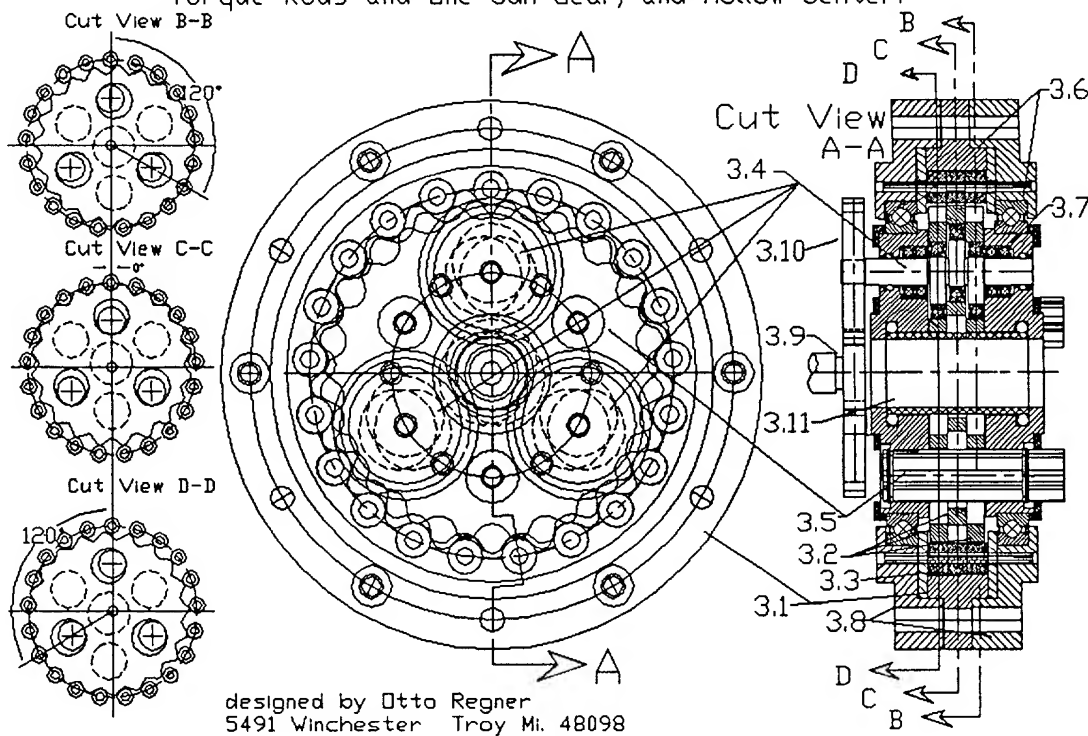 Torque Rods and One Sun Gear, and Hollow Center.
Cut View B-B
120°
Cut View C-C
0°
Cut View D-D
120°
A
A
Cut View
A-A
B
C
D
3.6
3.4
3.7
3.10
3.9
3.11
3.5
3.2
3.3
3.1
3.8
D
C
B
designed by Otto Regner
5491 Winchester Troy Mi. 48098